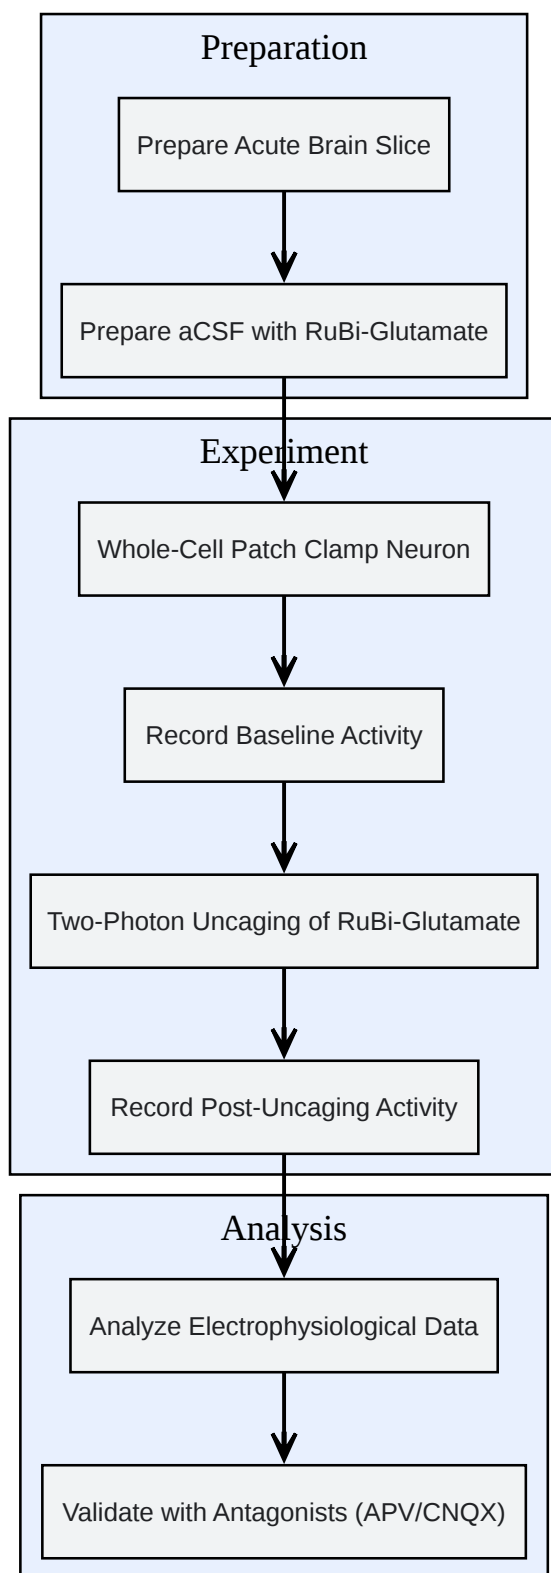 Preparation
Prepare Acute Brain Slice
Prepare aCSF with RuBi-Glutamate
Experiment
Whole-Cell Patch Clamp Neuron
Record Baseline Activity
Two-Photon Uncaging of RuBi-Glutamate
Record Post-Uncaging Activity
Analysis
Analyze Electrophysiological Data
Validate with Antagonists (APV/CNQX)